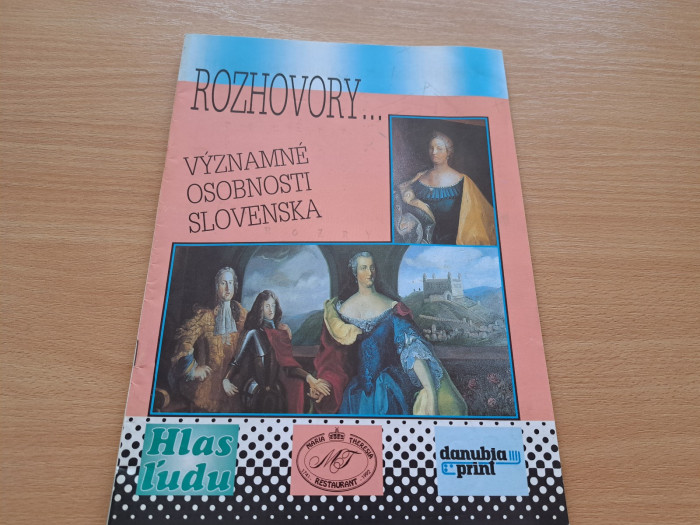 ROZHOVORY...
VÝZNAMNÉ
OSOBNOSTI
SLOVENSKA
Hlas
ľudu
MARIA THERESIA
MT
RESTAURANT
danubia
print